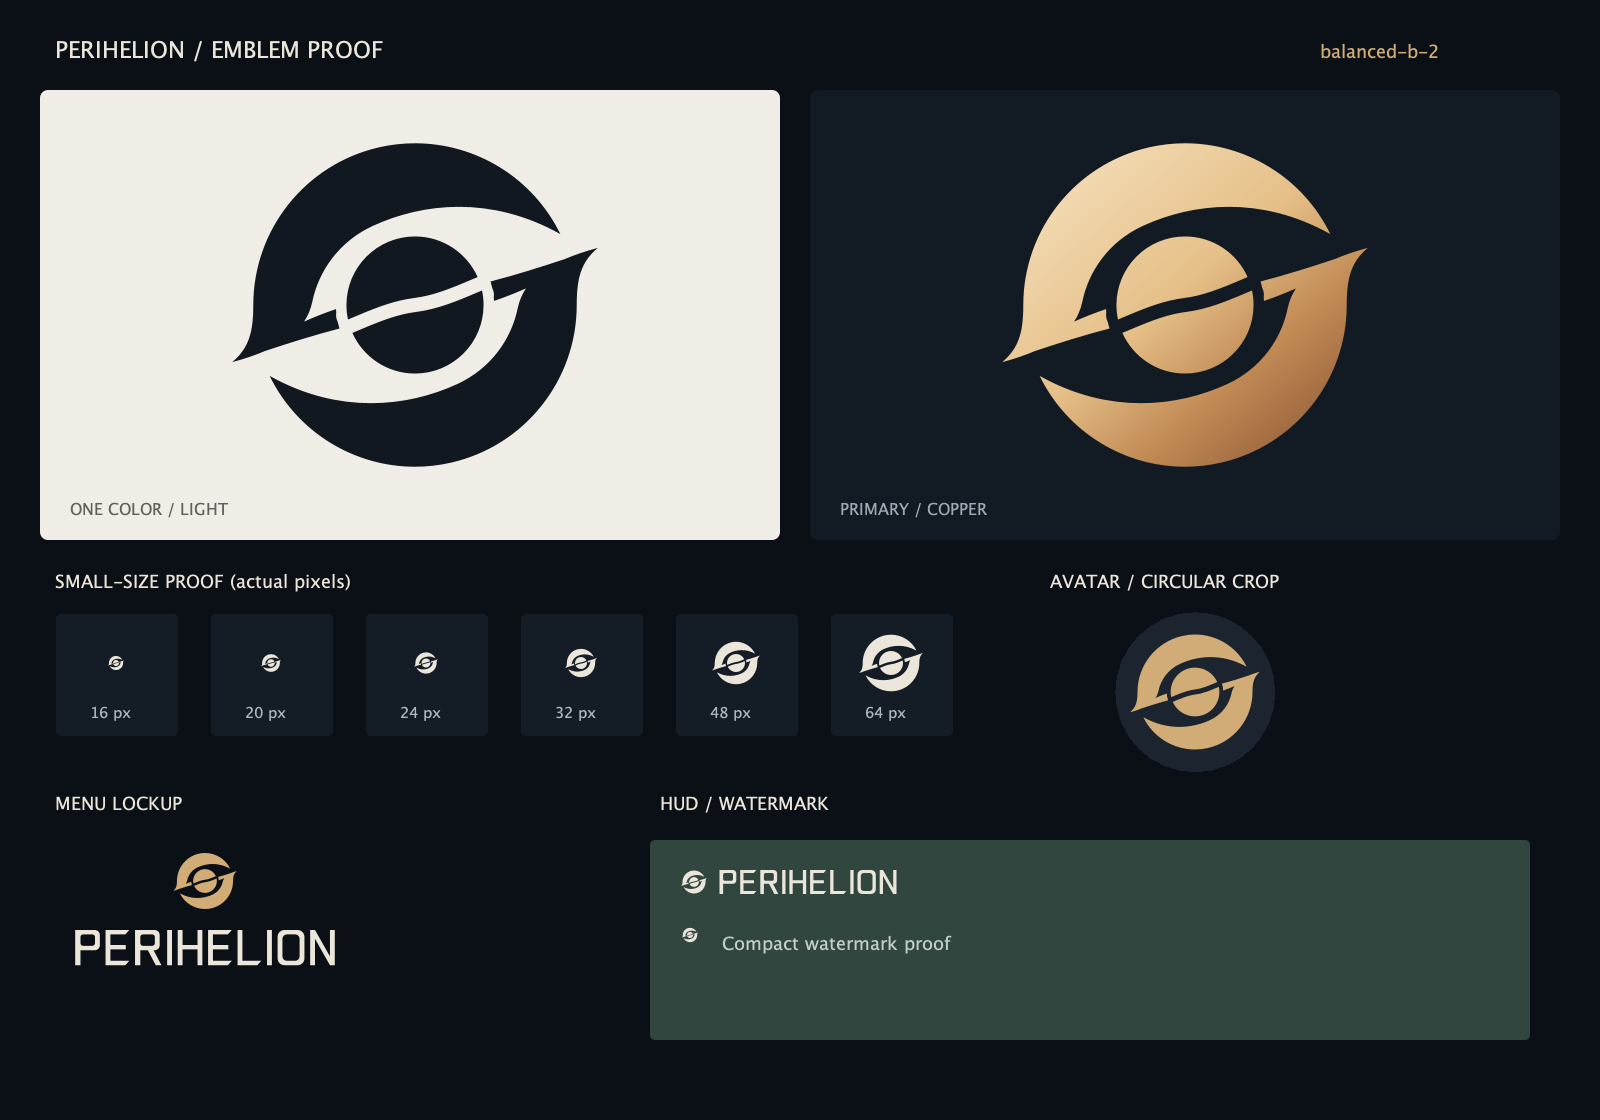 PERIHELION / EMBLEM PROOF
balanced-b-2
ONE COLOR / LIGHT
PRIMARY / COPPER
SMALL-SIZE PROOF (actual pixels)
AVATAR / CIRCULAR CROP
16 px
20 px
24 px
32 px
48 px
64 px
MENU LOCKUP
HUD / WATERMARK
PERIHELION
PERIHELION
Compact watermark proof